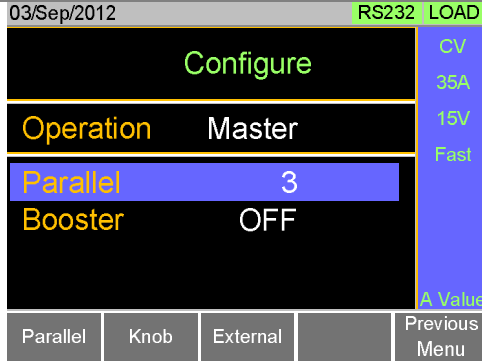 03/Sep/2012 RS232 LOAD
Configure
Operation Master
Parallel 3
Booster OFF
CV
35A
15V
Fast
A Value
Parallel Knob External Previous
Menu